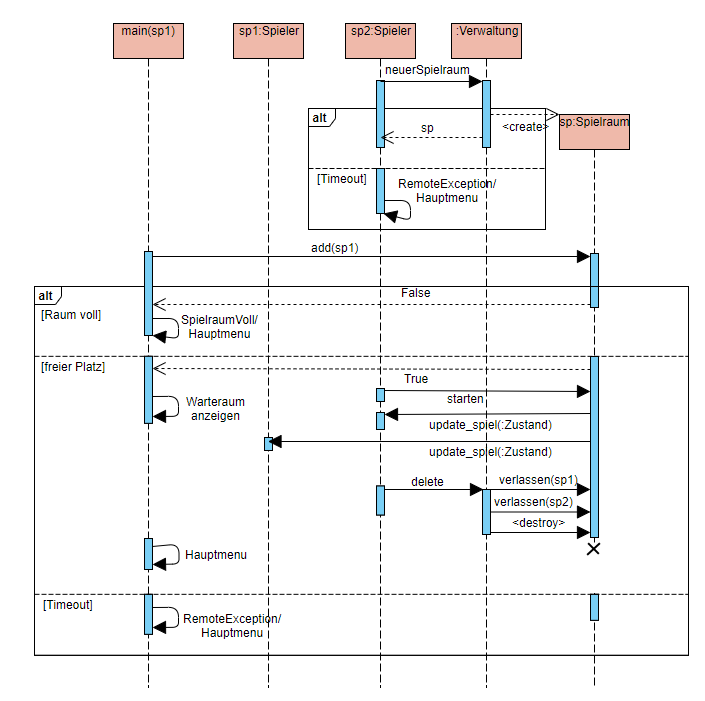 main(sp1)
sp1:Spieler
sp2:Spieler
:Verwaltung
neuerSpielraum
alt
sp
<create>
sp:Spielraum
[Timeout]
RemoteException/
Hauptmenu
add(sp1)
alt
False
[Raum voll]
SpielraumVoll/
Hauptmenu
[freier Platz]
True
Warteraum
anzeigen
starten
update_spiel(:Zustand)
update_spiel(:Zustand)
delete
verlassen(sp1)
verlassen(sp2)
<destroy>
Hauptmenu
[Timeout]
RemoteException/
Hauptmenu